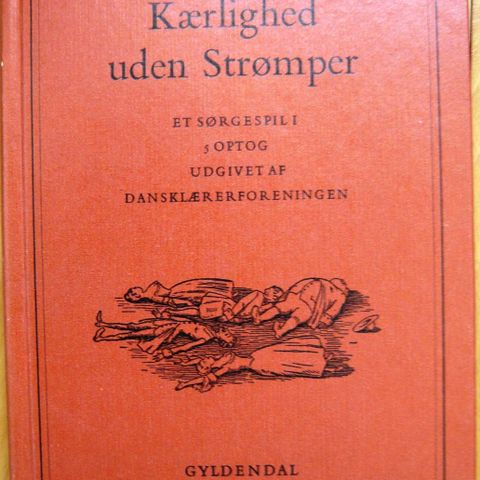 Kærlighed
uden Strømper
ET SØRGESPIL I
5 OPTOG
UDGIVET AF
DANSKLÆRERFORENINGEN
GYLDENDAL